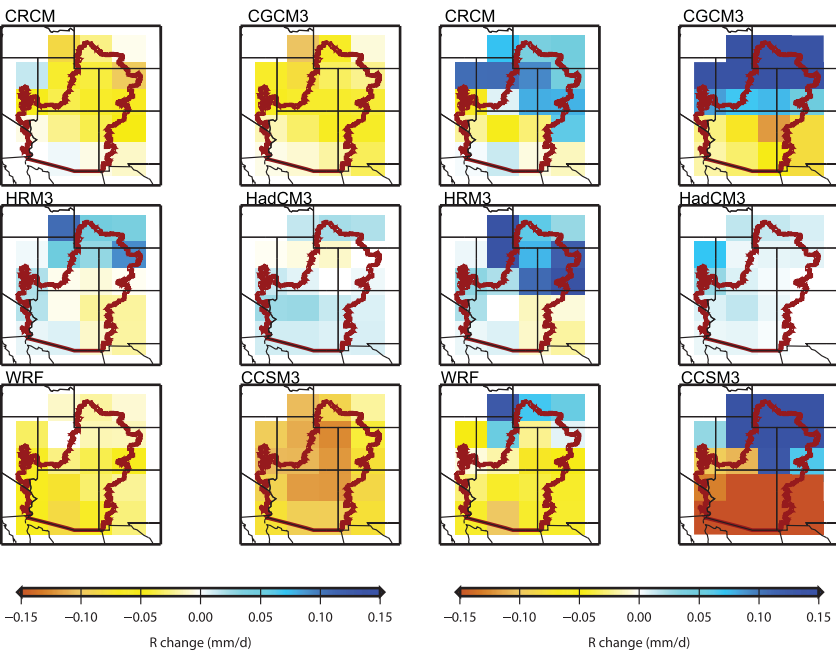 CRCM CGCM3 CRCM CGCM3
HRM3 HadCM3 HRM3 HadCM3
WRF CCSM3 WRF CCSM3
−0.15 −0.10 −0.05 0.00 0.05 0.10 0.15 −0.15 −0.10 −0.05 0.00 0.05 0.10 0.15
R change (mm/d) R change (mm/d)